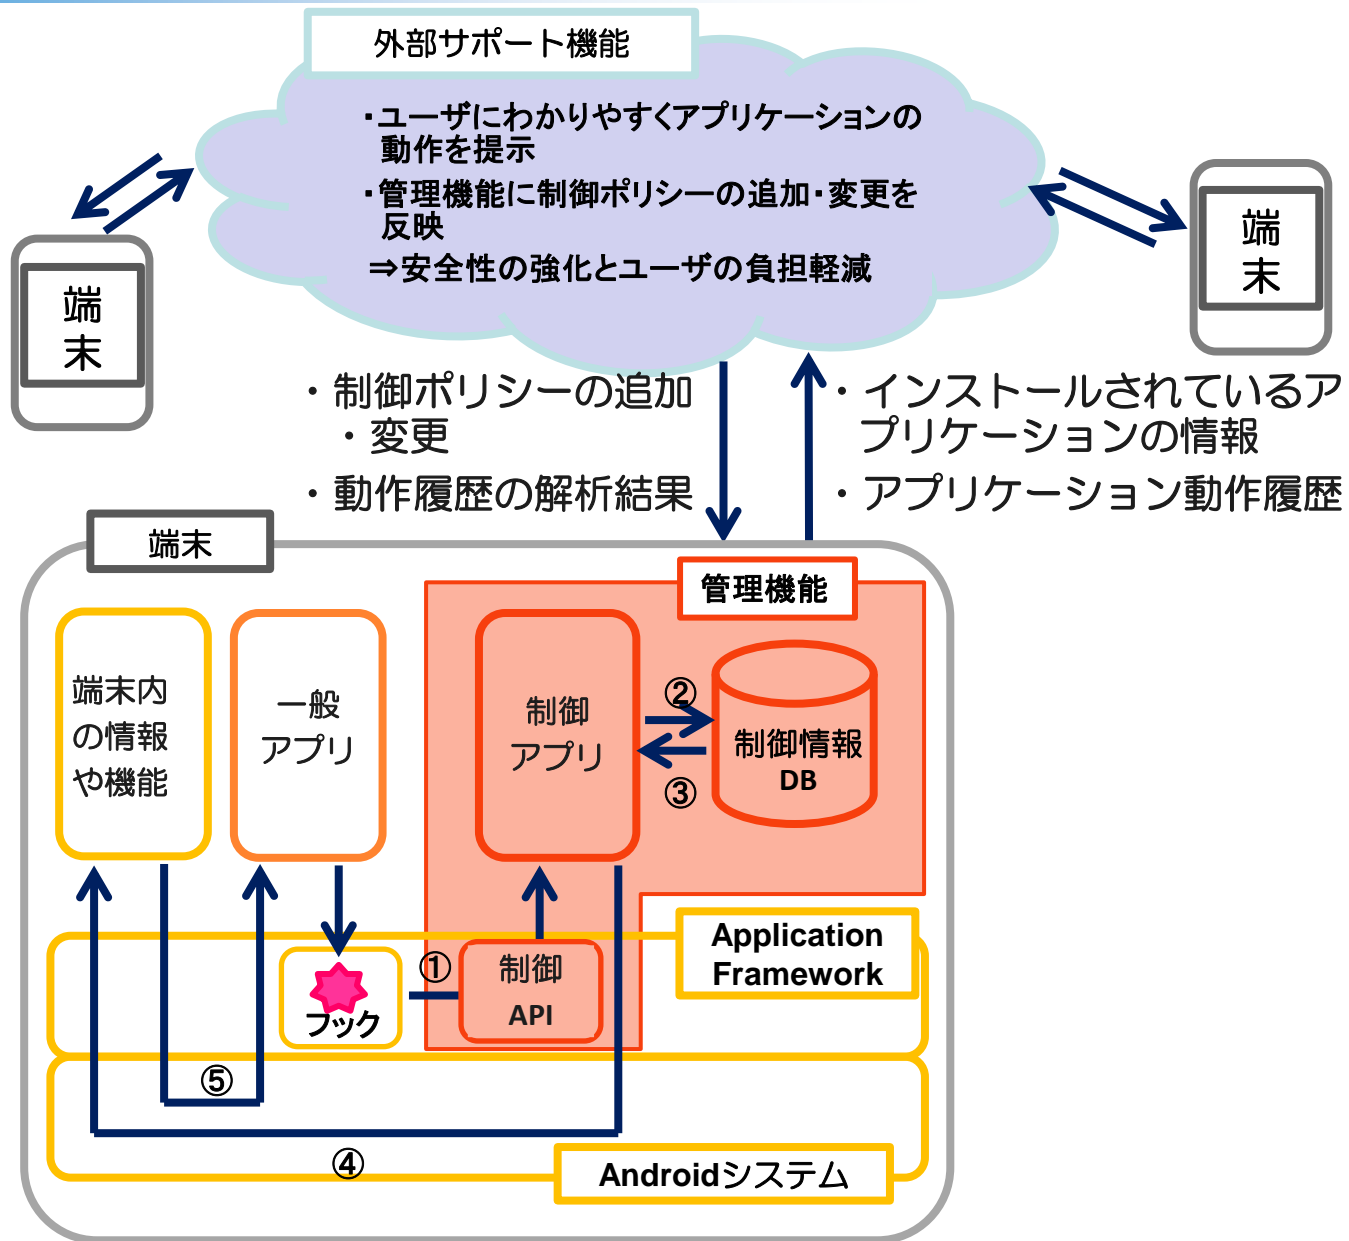 外部サポート機能
・ユーザにわかりやすくアプリケーションの
動作を提示
・管理機能に制御ポリシーの追加・変更を
反映
⇒安全性の強化とユーザの負担軽減
端
末
端
末
・制御ポリシーの追加
・変更
・動作履歴の解析結果
・インストールされているア
プリケーションの情報
・アプリケーション動作履歴
端末
管理機能
端末内
の情報
や機能
一般
アプリ
制御
アプリ
②
③
制御情報
DB
Application
Framework
フック
①
制御
API
⑤
④
Androidシステム